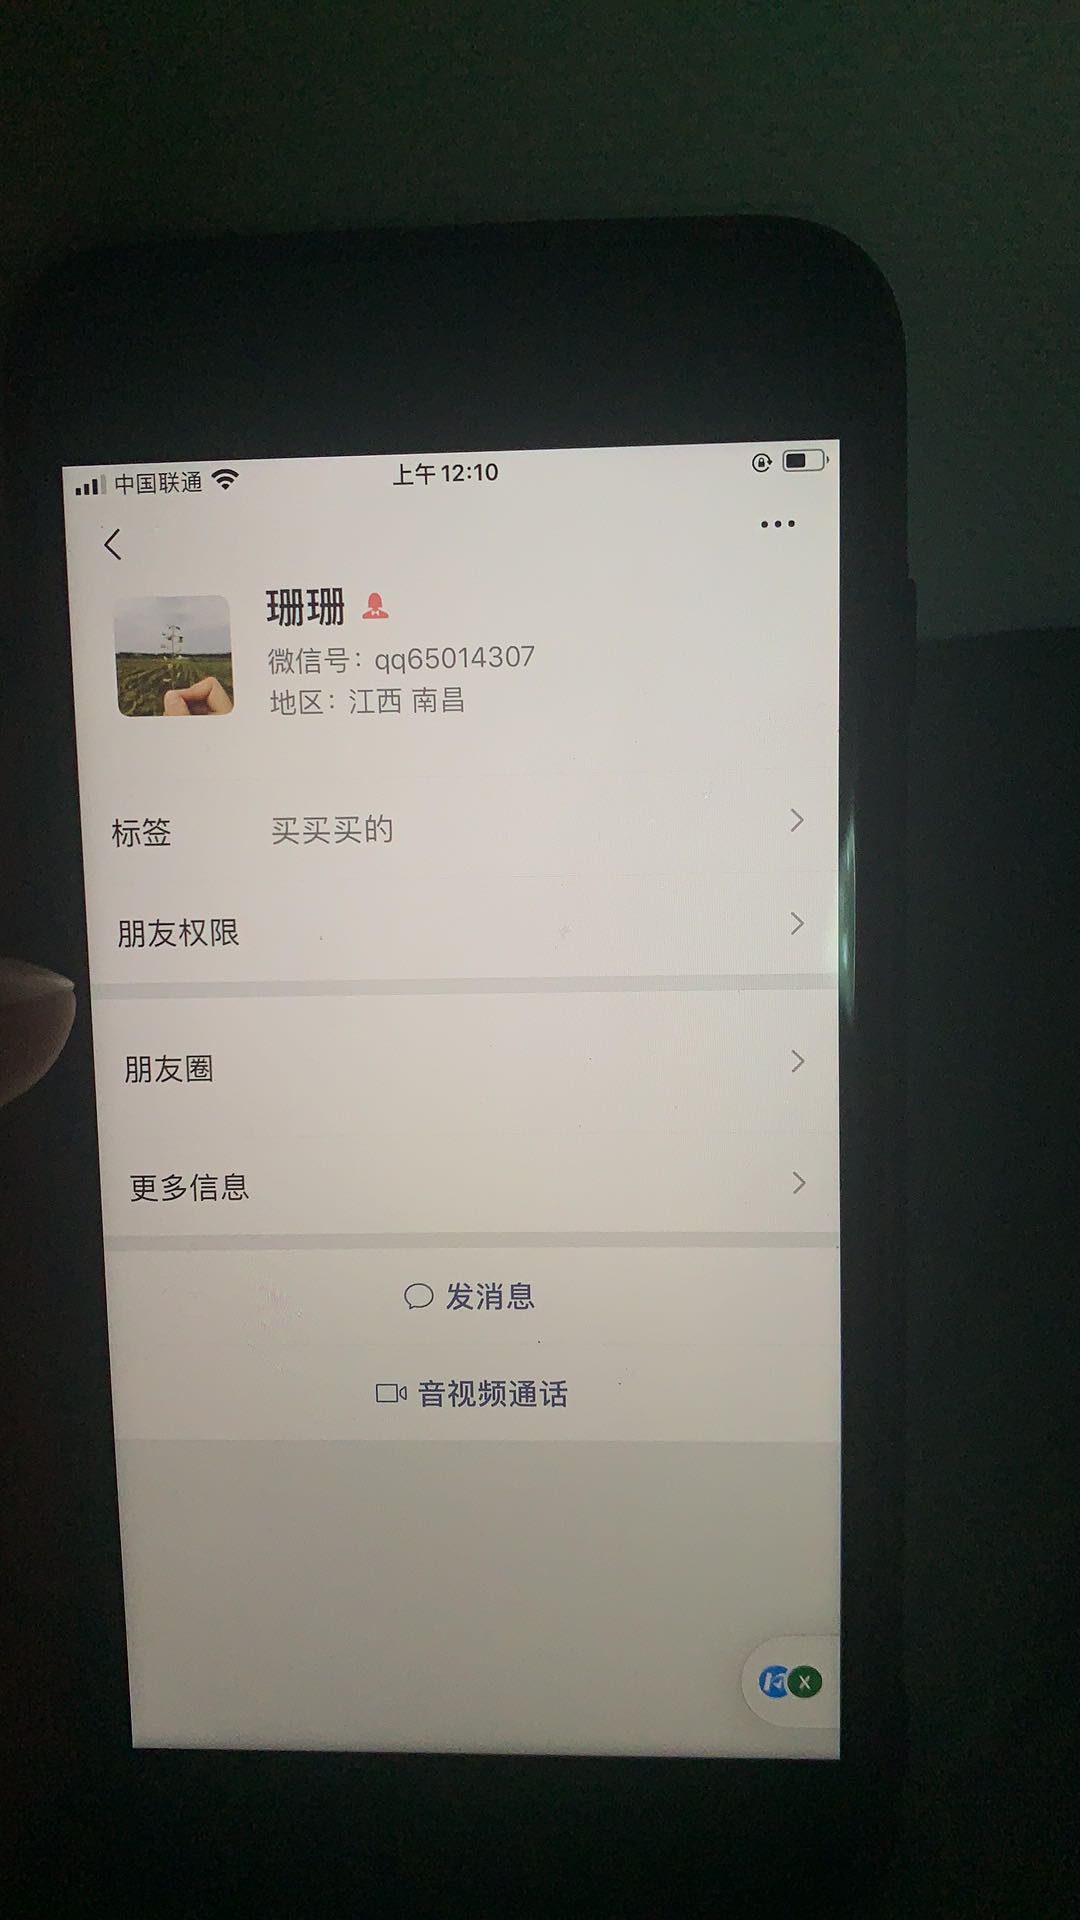 中国联通
上午12:10
珊珊
微信号：qq65014307
地区：江西 南昌
标签 买买买的
朋友权限
朋友圈
更多信息
发消息
音视频通话